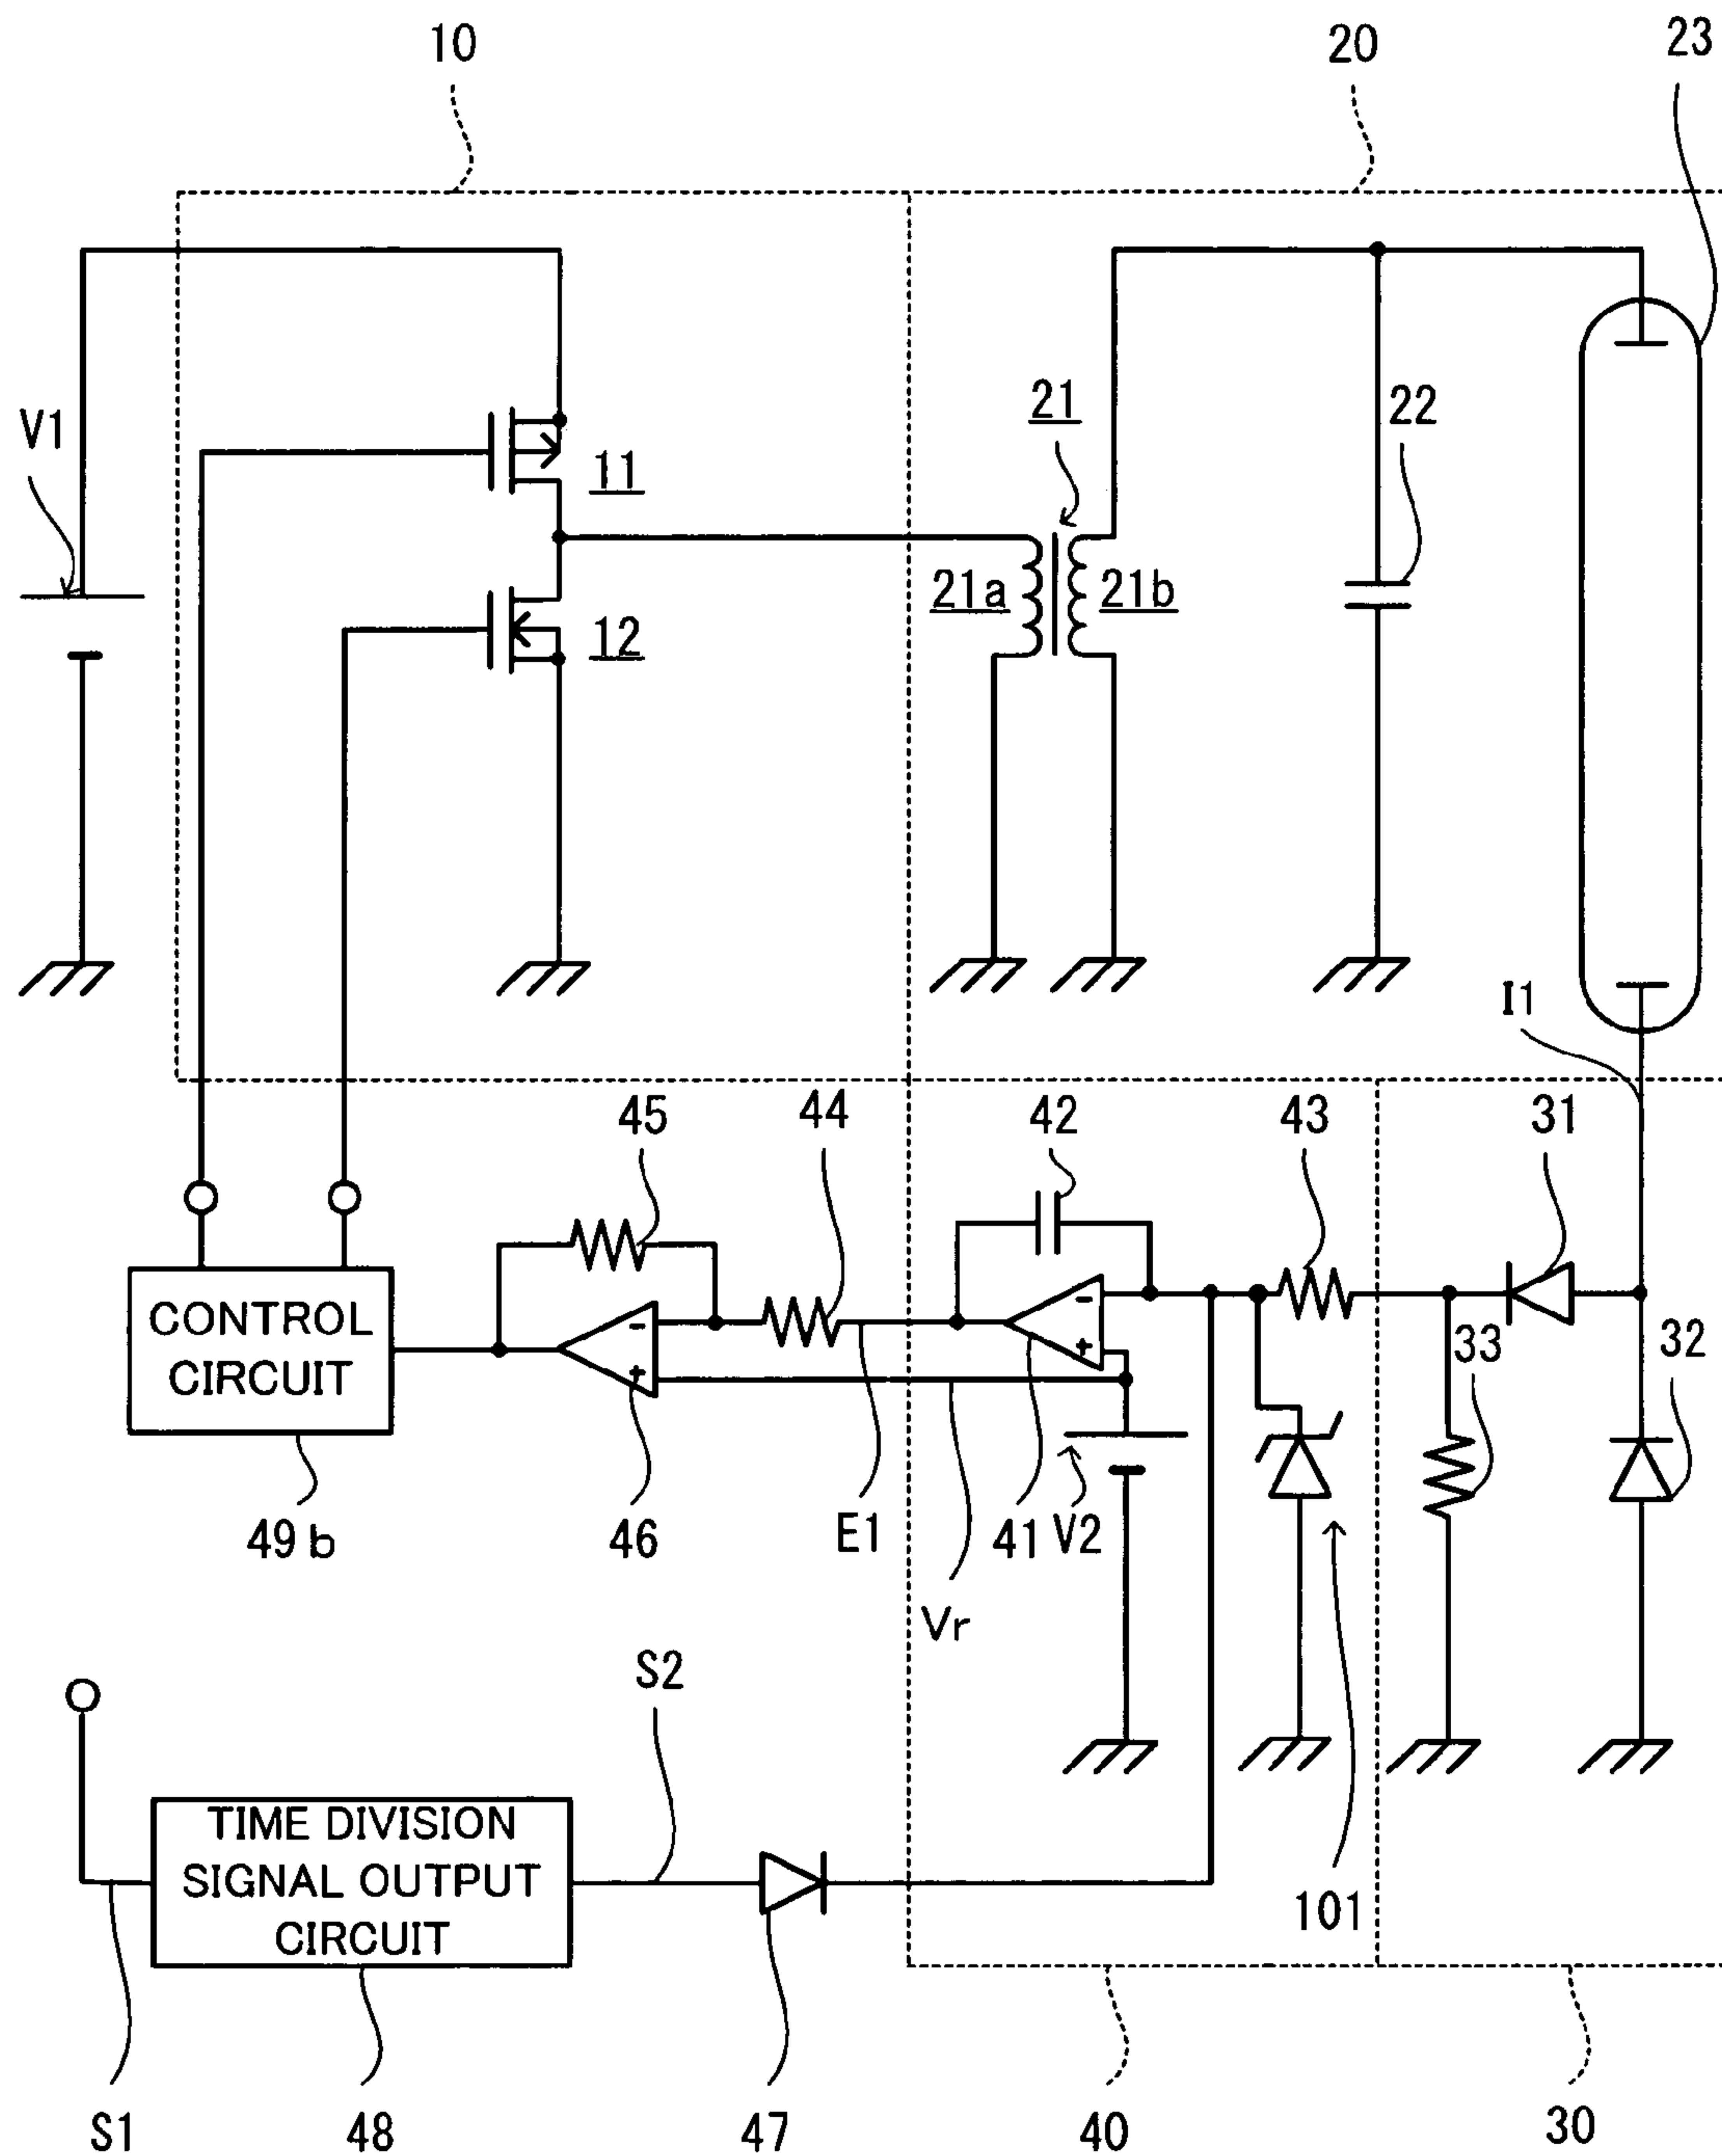 10
20
23
V1
11
21
22
21a
21b
12
I1
45
44
42
43
31
-
+
-
+
33
32
CONTROL
CIRCUIT
49b
46
E1
41
V2
Vr
S2
101
TIME DIVISION
SIGNAL OUTPUT
CIRCUIT
S1
48
47
40
30